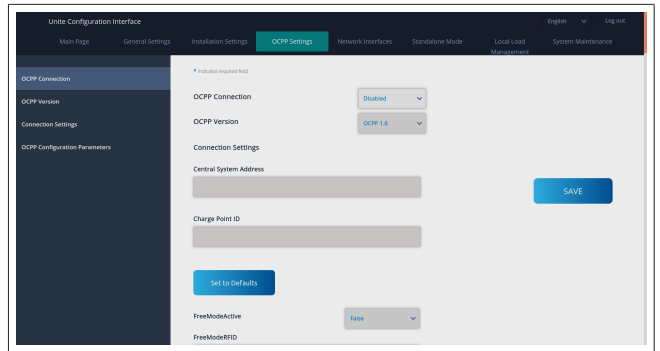 Unite Configuration Interface
English
Log out
Main Page
General Settings
Installation Settings
OCPP Settings
Network Interfaces
Standalone Mode
Local Load
Management
System Maintenance
OCPP Connection
OCPP Version
Connection Settings
OCPP Configuration Parameters
* Indicates required field.
OCPP Connection
Disabled
OCPP Version
OCPP 1.6
Connection Settings
Central System Address
SAVE
Charge Point ID
Set to Defaults
FreeModeActive
False
FreeModeRFID